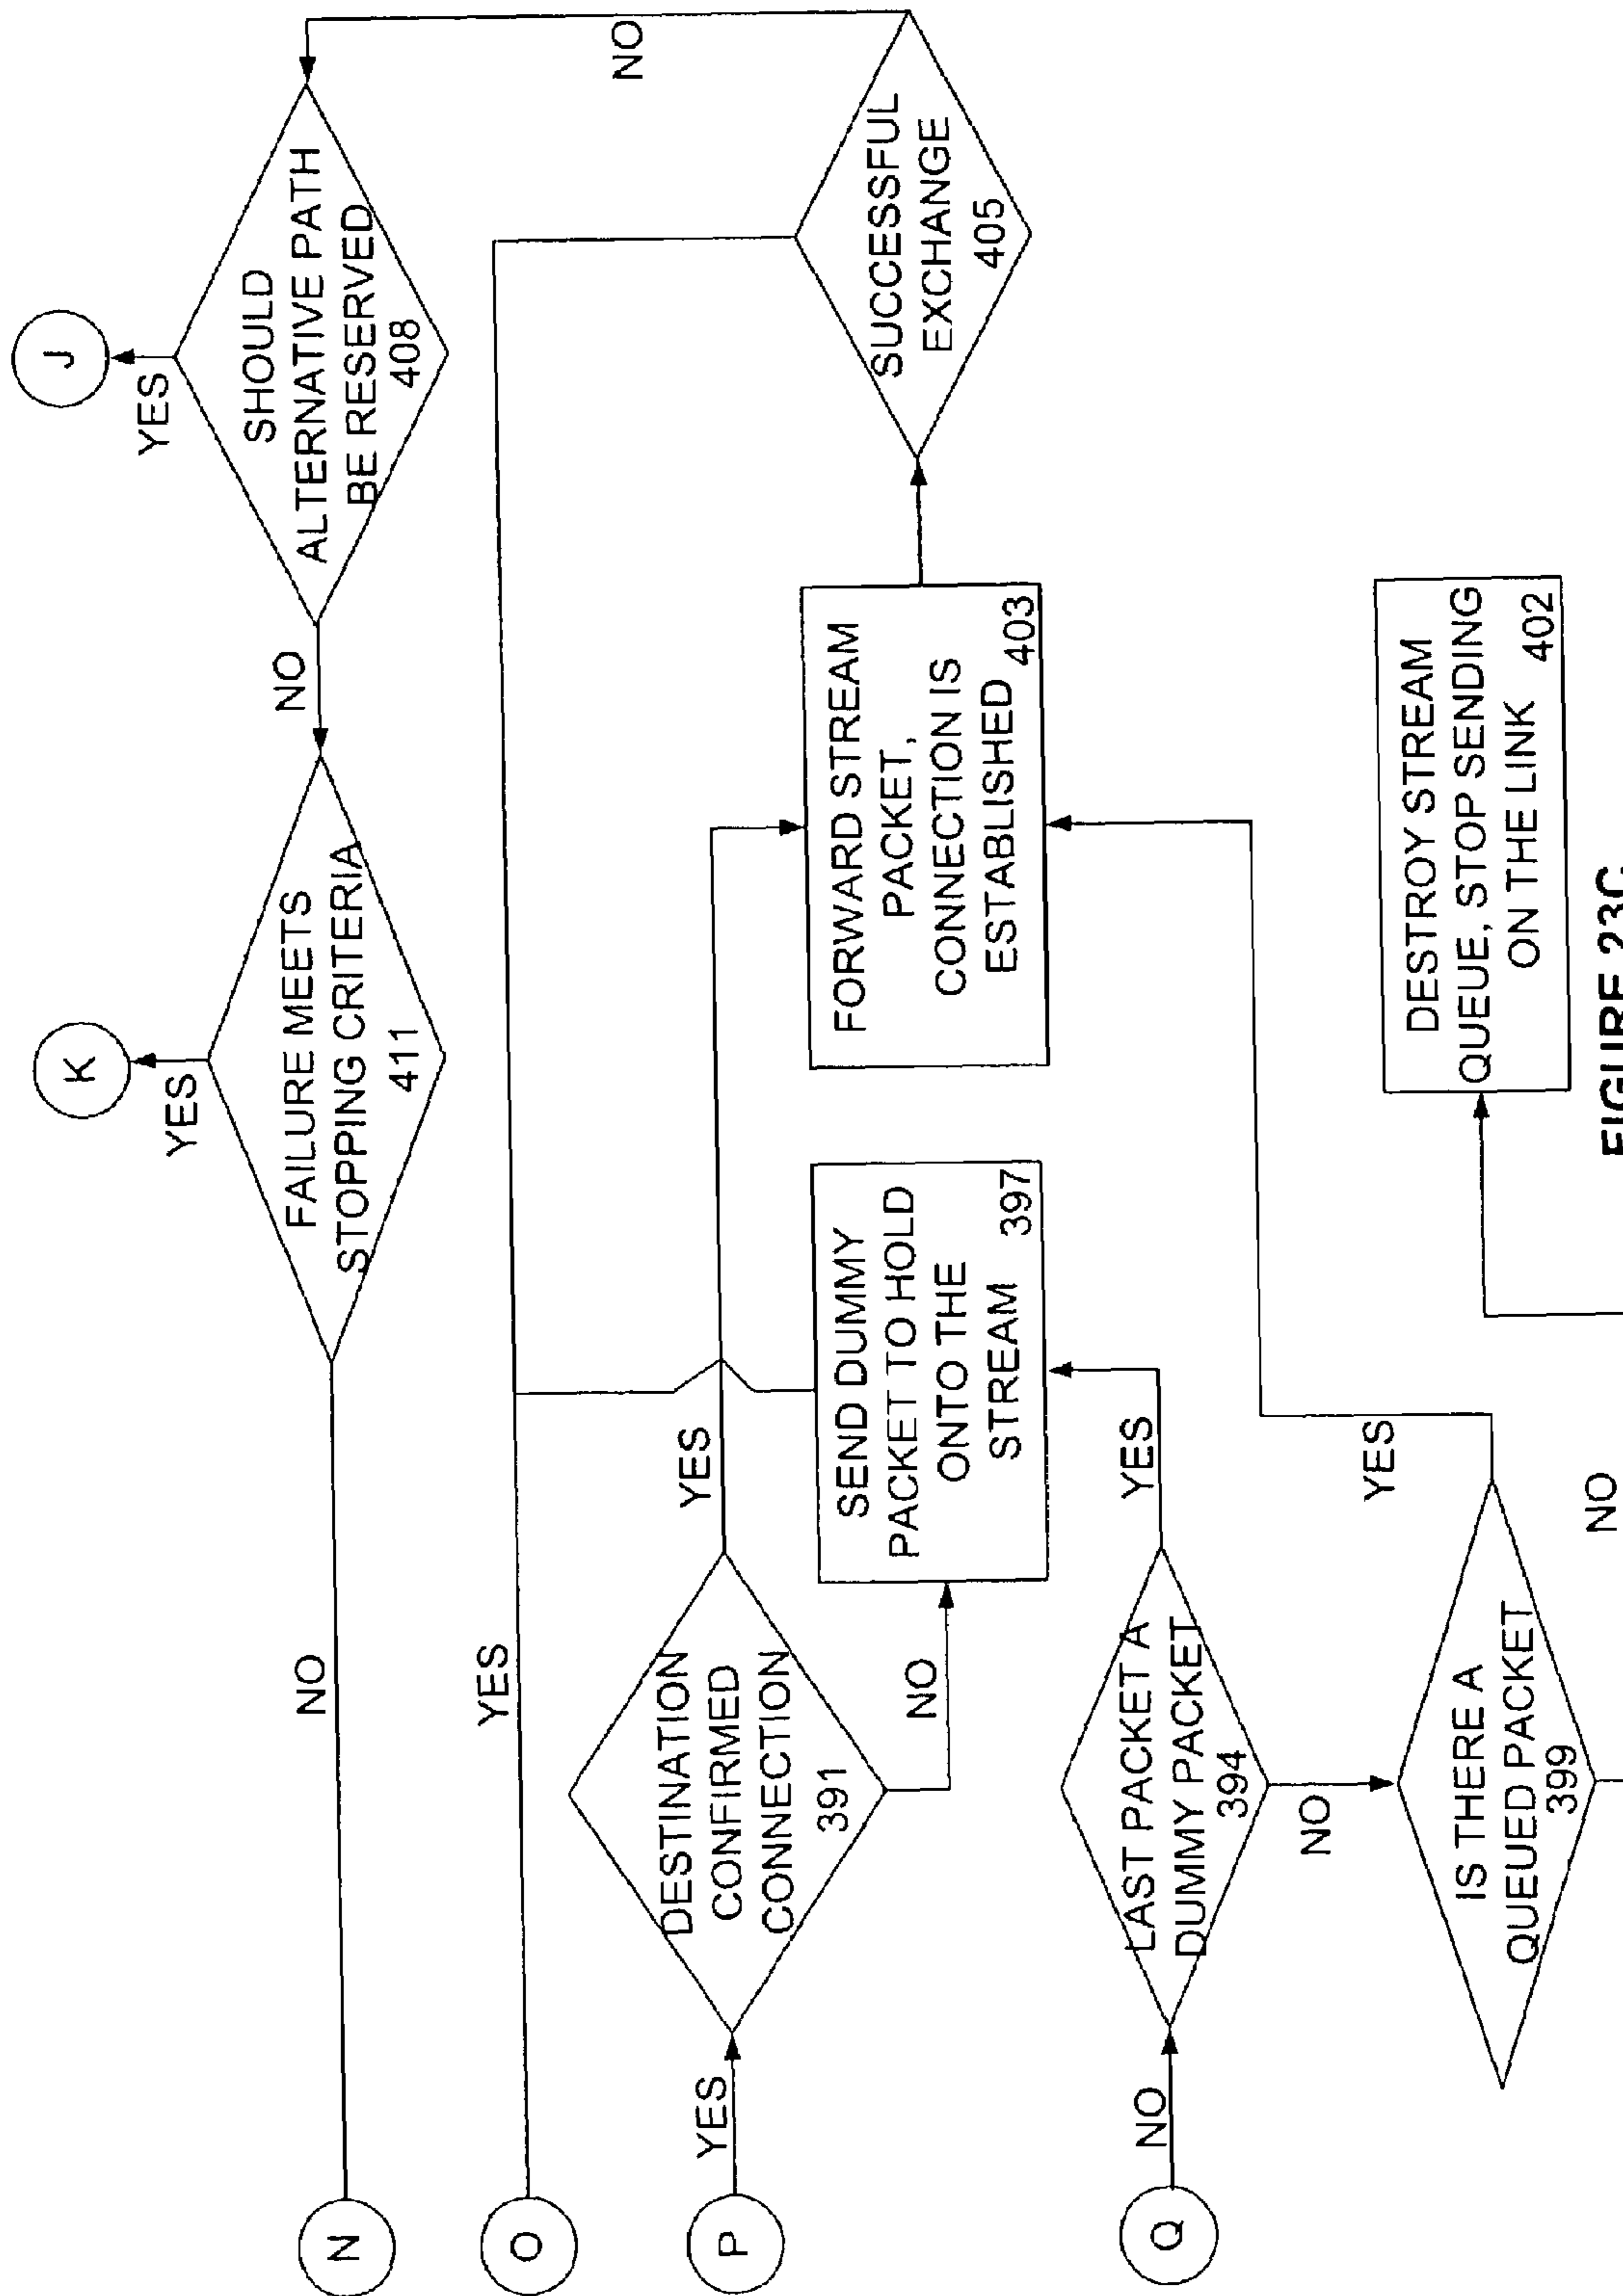 J
YES
SHOULD
ALTERNATIVE PATH
BE RESERVED
408
NO
K
YES
FAILURE MEETS
STOPPING CRITERIA
411
NO
NO
N
O
YES
SUCCESSFUL
EXCHANGE
405
P
YES
DESTINATION
CONFIRMED
CONNECTION
391
YES
NO
SEND DUMMY
PACKET TO HOLD
ONTO THE
STREAM 397
FORWARD STREAM
PACKET,
CONNECTION IS
ESTABLISHED 403
Q
NO
LAST PACKET A
DUMMY PACKET
394
YES
NO
IS THERE A
QUEUED PACKET
399
YES
NO
DESTROY STREAM
QUEUE, STOP SENDING
ON THE LINK 402
FIGURE 23C